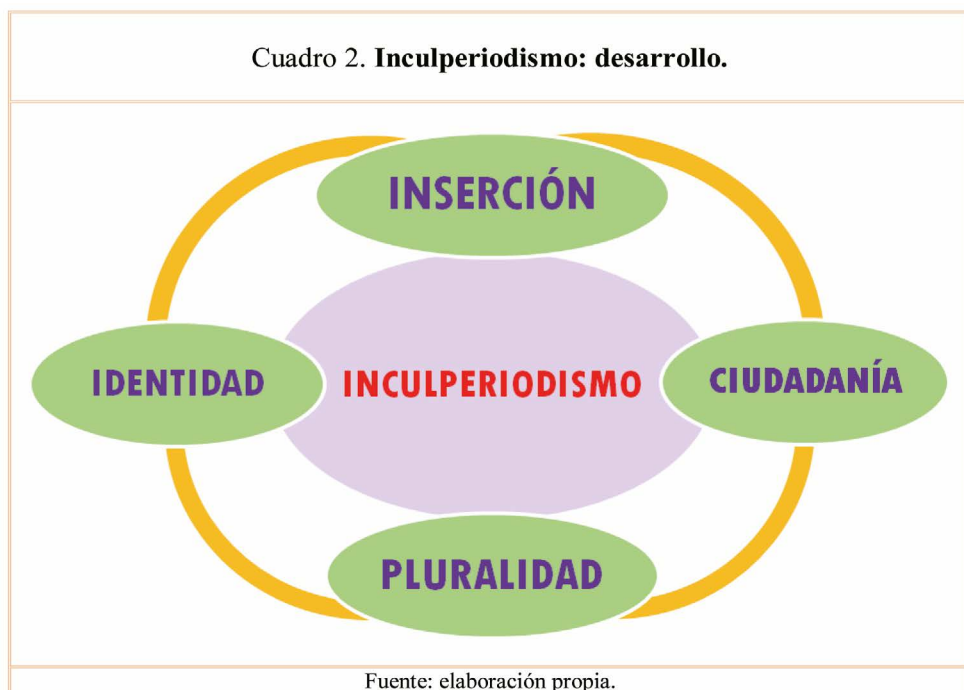 Cuadro 2. Inculperiodismo: desarrollo.
INSERCIÓN
IDENTIDAD
INCULPERIODISMO
CIUDADANÍA
PLURALIDAD
Fuente: elaboración propia.